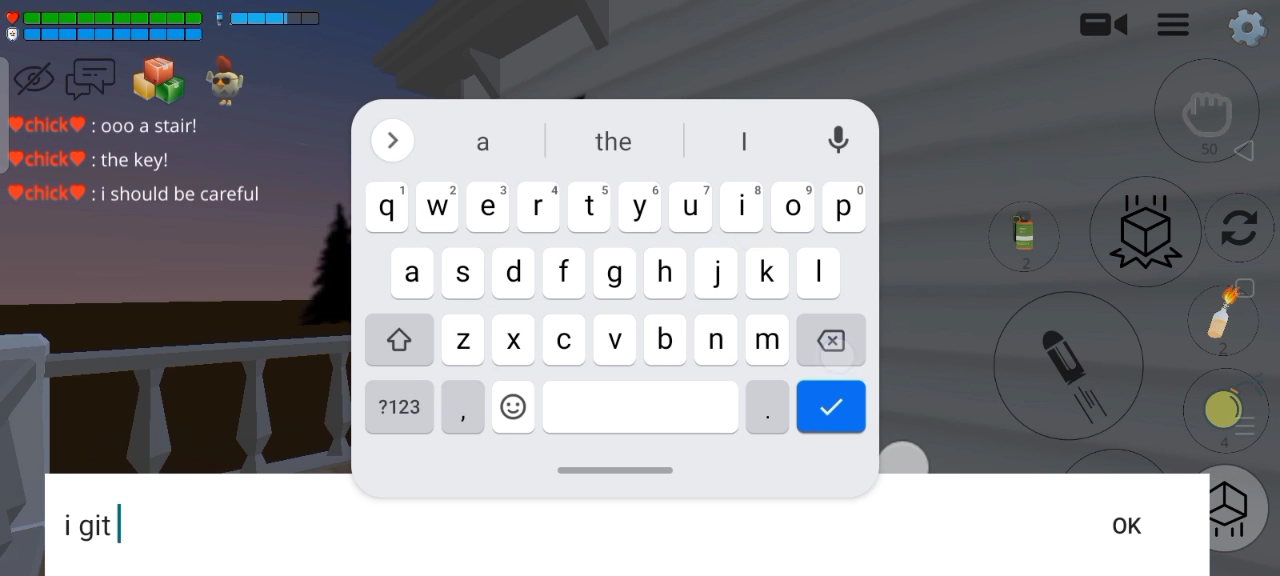 ❤chick❤ : ooo a stair!
❤chick❤ : the key!
❤chick❤ : i should be careful
a the I
q 1 w 2 e 3 r 4 t 5 y 6 u 7 i 8 o 9 p 0
a s d f g h j k l
z x c v b n m
?123 , .
50
2
2
4
i git
OK